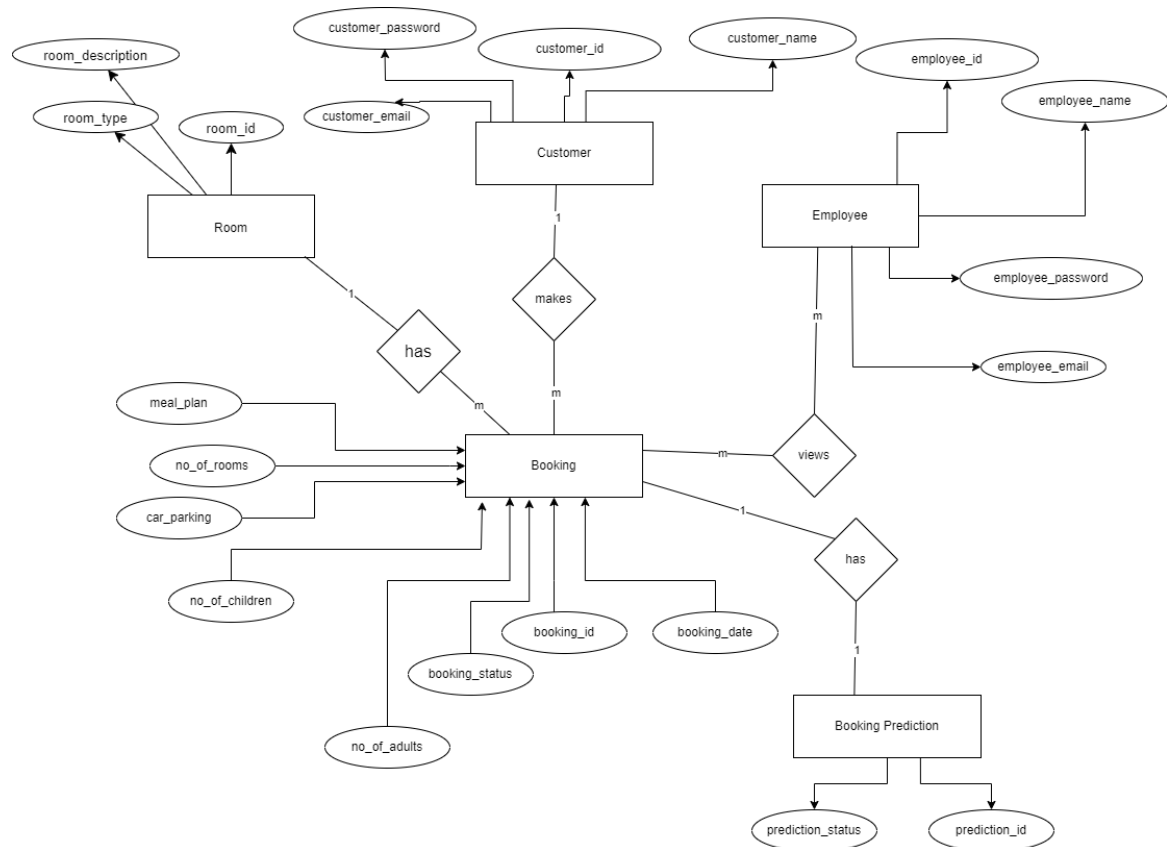 customer_password
customer_id
customer_name
room_description
employee_id
employee_name
room_type
customer_email
room_id
Customer
Room
Employee
1
makes
employee_password
1
has
m
employee_email
meal_plan
m
m
no_of_rooms
Booking
m
views
car_parking
1
has
no_of_children
booking_id
booking_date
booking_status
1
no_of_adults
Booking Prediction
prediction_status
prediction_id